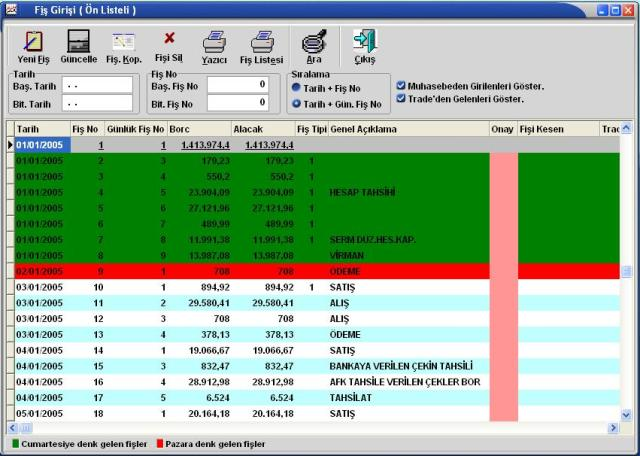 Fiş Girişi ( Ön Listeli )
Yeni Fiş Güncelle Fiş. Kop. Fişi Sil Yazıcı Fiş Listesi Ara Çıkış
Tarih Fiş No Sıralama
Baş. Tarih . . Baş. Fiş No 0 Tarih + Fiş No Muhasebeden Girilenleri Göster.
Bit. Tarih . . Bit. Fiş No 0 Tarih + Gün. Fiş No Trade'den Gelenleri Göster.
Tarih Fiş No Günlük Fiş No Borc Alacak Fiş Tipi Genel Açıklama Onay Fişi Kesen Trac
01/01/2005 1 1 1.413.974,4 1.413.974,4
01/01/2005 2 3 179,23 179,23 1
01/01/2005 3 4 550,2 550,2 1
01/01/2005 4 5 23.904,09 23.904,09 1 HESAP TAHSİHİ
01/01/2005 5 6 27.121,96 27.121,96 1
01/01/2005 6 7 489,99 489,99 1
01/01/2005 7 8 11.991,38 11.991,38 1 SERM DUZ.HES.KAP.
01/01/2005 8 9 13.987,08 13.987,08 VİRMAN
02/01/2005 9 1 708 708 ÖDEME
03/01/2005 10 1 894,92 894,92 1 SATIŞ
03/01/2005 11 2 29.580,41 29.580,41 ALIŞ
03/01/2005 12 3 708 708 ALIŞ
03/01/2005 13 4 378,13 378,13 ÖDEME
04/01/2005 14 1 19.066,67 19.066,67 SATIŞ
04/01/2005 15 3 832,47 832,47 BANKAYA VERİLEN ÇEKİN TAHSİLİ
04/01/2005 16 4 28.912,98 28.912,98 AFK TAHSİLE VERİLEN ÇEKLER BOR
04/01/2005 17 5 6.524 6.524 TAHSİLAT
05/01/2005 18 1 20.164,18 20.164,18 SATIŞ
Cumartesiye denk gelen fişler Pazara denk gelen fişler